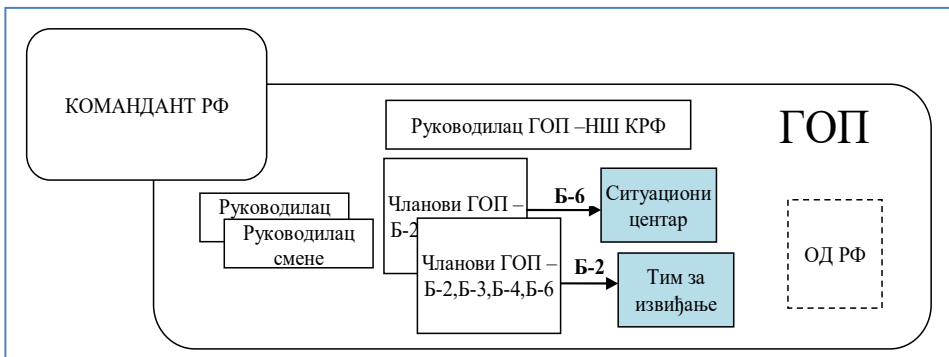 КОМАНДАНТ РФ
Руководилац ГОП –НШ КРФ
ГОП
Руководилац
Руководилац
смене
Чланови ГОП –
Б-2
Чланови ГОП –
Б-2,Б-3,Б-4,Б-6
Б-6
Ситуациони
центар
Б-2
Тим за
извиђање
ОД РФ